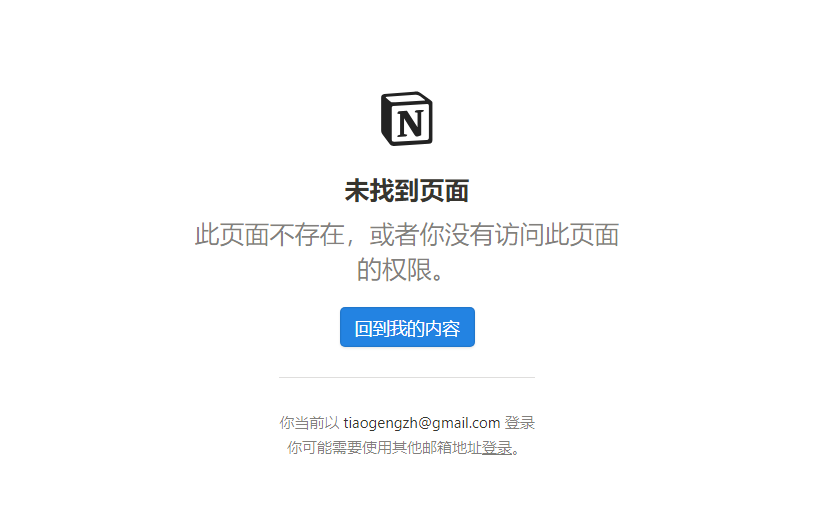 N
未找到页面
此页面不存在，或者你没有访问此页面
的权限。
回到我的内容
你当前以 tiaogengzh@gmail.com 登录
你可能需要使用其他邮箱地址登录。